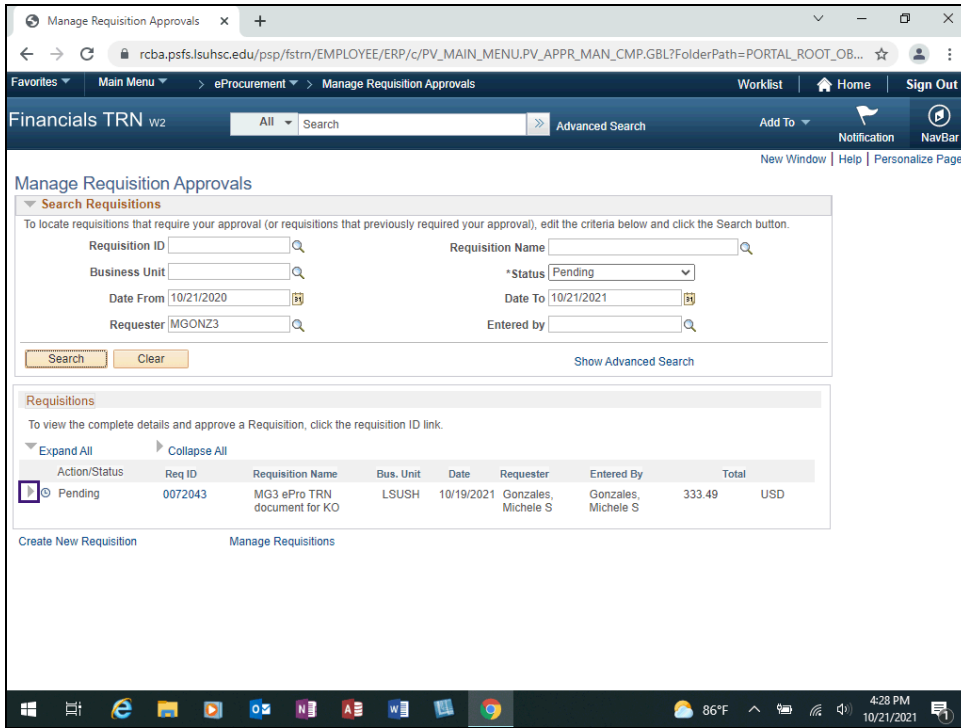 Manage Requisition Approvals
rcba.psfs.lsuhsc.edu/psp/fstrn/EMPLOYEE/ERP/c/PV_MAIN_MENU.PV_APPR_MAN_CMP.GBL?FolderPath=PORTAL_ROOT_OB...
Favorites Main Menu > eProcurement > Manage Requisition Approvals Worklist Home Sign Out
Financials TRN W2 All Search » Advanced Search Add To Notification NavBar
New Window | Help | Personalize Page
Manage Requisition Approvals
Search Requisitions
To locate requisitions that require your approval (or requisitions that previously required your approval), edit the criteria below and click the Search button.
Requisition ID Requisition Name
Business Unit *Status Pending
Date From 10/21/2020 31 Date To 10/21/2021 31
Requester MGONZ3 Entered by
Search Clear Show Advanced Search
Requisitions
To view the complete details and approve a Requisition, click the requisition ID link.
Expand All Collapse All
Action/Status Req ID Requisition Name Bus. Unit Date Requester Entered By Total
Pending 0072043 MG3 ePro TRN LSUSH 10/19/2021 Gonzales, Gonzales, 333.49 USD
document for KO Michele S Michele S
Create New Requisition Manage Requisitions
86°F 4:28 PM
10/21/2021 1